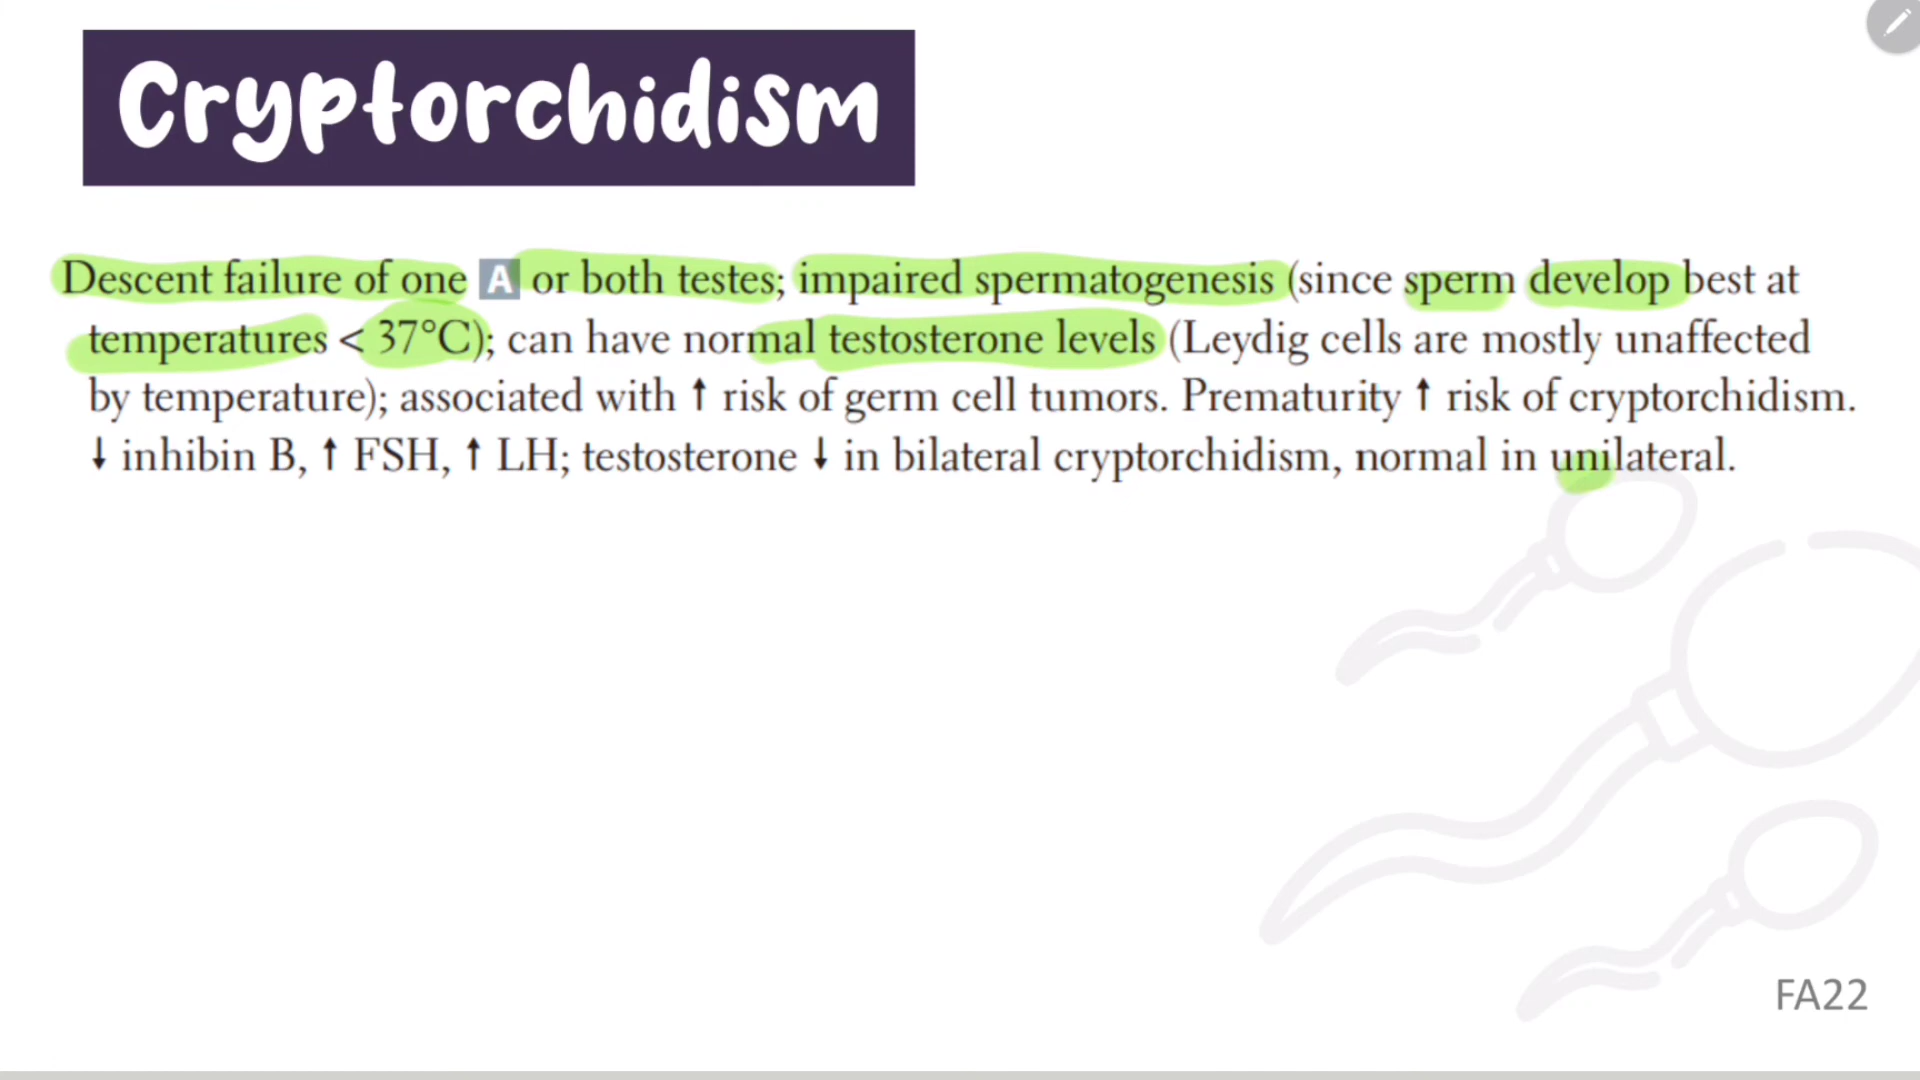 Cryptorchidism
Descent failure of one A or both testes; impaired spermatogenesis (since sperm develop best at
temperatures < 37°C); can have normal testosterone levels (Leydig cells are mostly unaffected
by temperature); associated with ↑ risk of germ cell tumors. Prematurity ↑ risk of cryptorchidism.
↓ inhibin B, ↑ FSH, ↑ LH; testosterone ↓ in bilateral cryptorchidism, normal in unilateral.
FA22